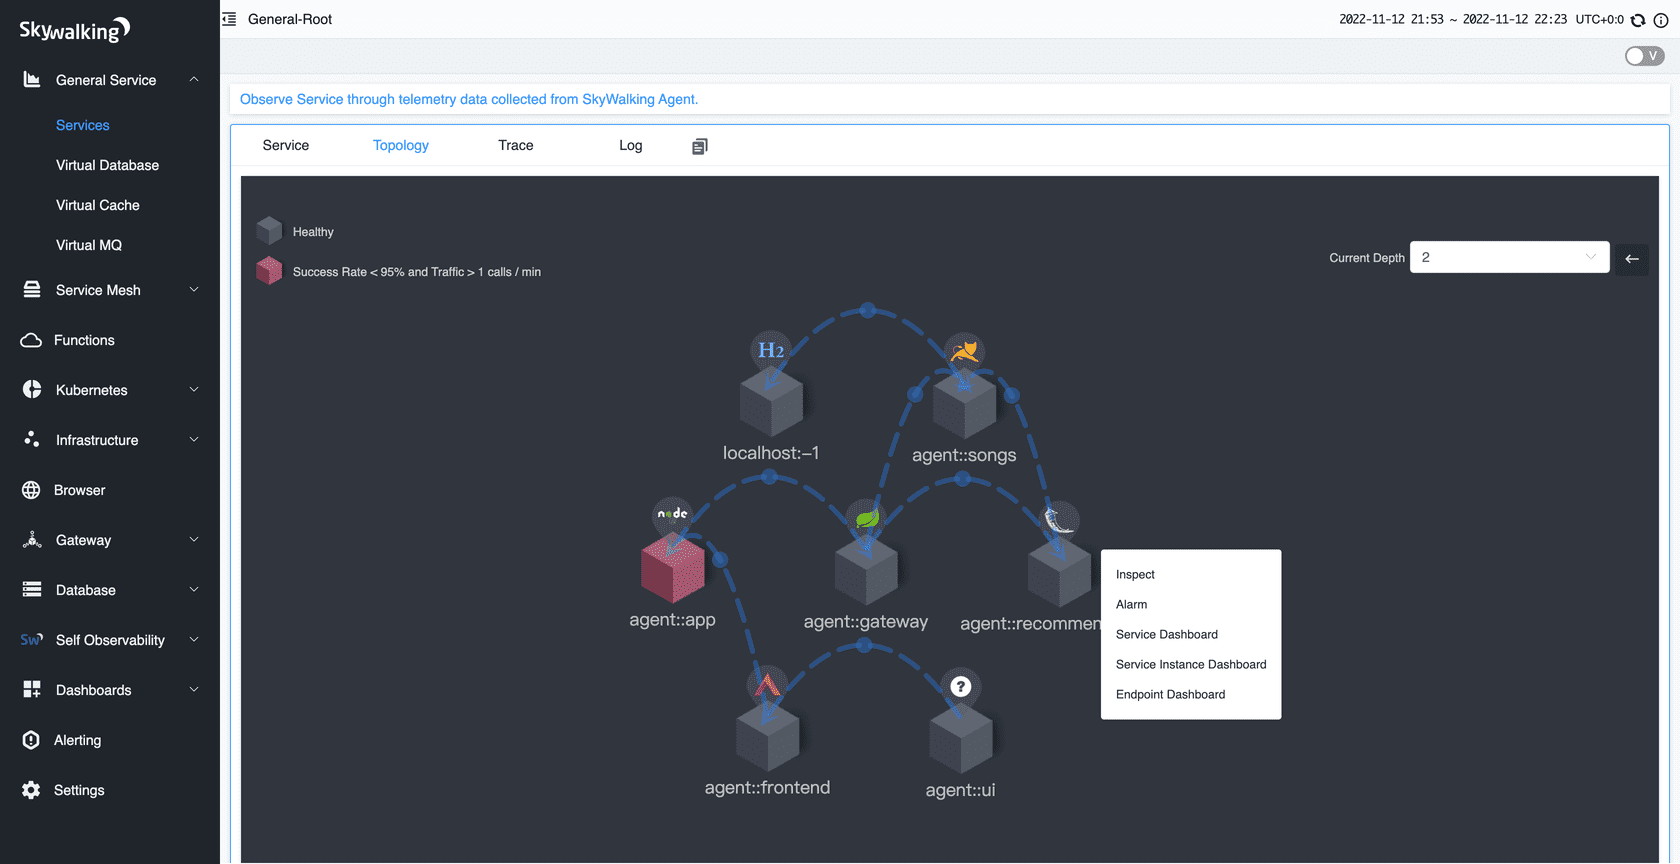 Skywalking
General Service
Services
Virtual Database
Virtual Cache
Virtual MQ
Service Mesh
Functions
Kubernetes
Infrastructure
Browser
Gateway
Database
Sw Self Observability
Dashboards
Alerting
Settings
General-Root
2022-11-12 21:53 ~ 2022-11-12 22:23 UTC+0:0
V
Observe Service through telemetry data collected from SkyWalking Agent.
Service Topology Trace Log
Healthy
Success Rate < 95% and Traffic > 1 calls / min
Current Depth 2
H2
localhost:-1
agent::songs
node
agent::app
agent::gateway
agent::recommen
Inspect
Alarm
Service Dashboard
Service Instance Dashboard
Endpoint Dashboard
?
agent::frontend
agent::ui